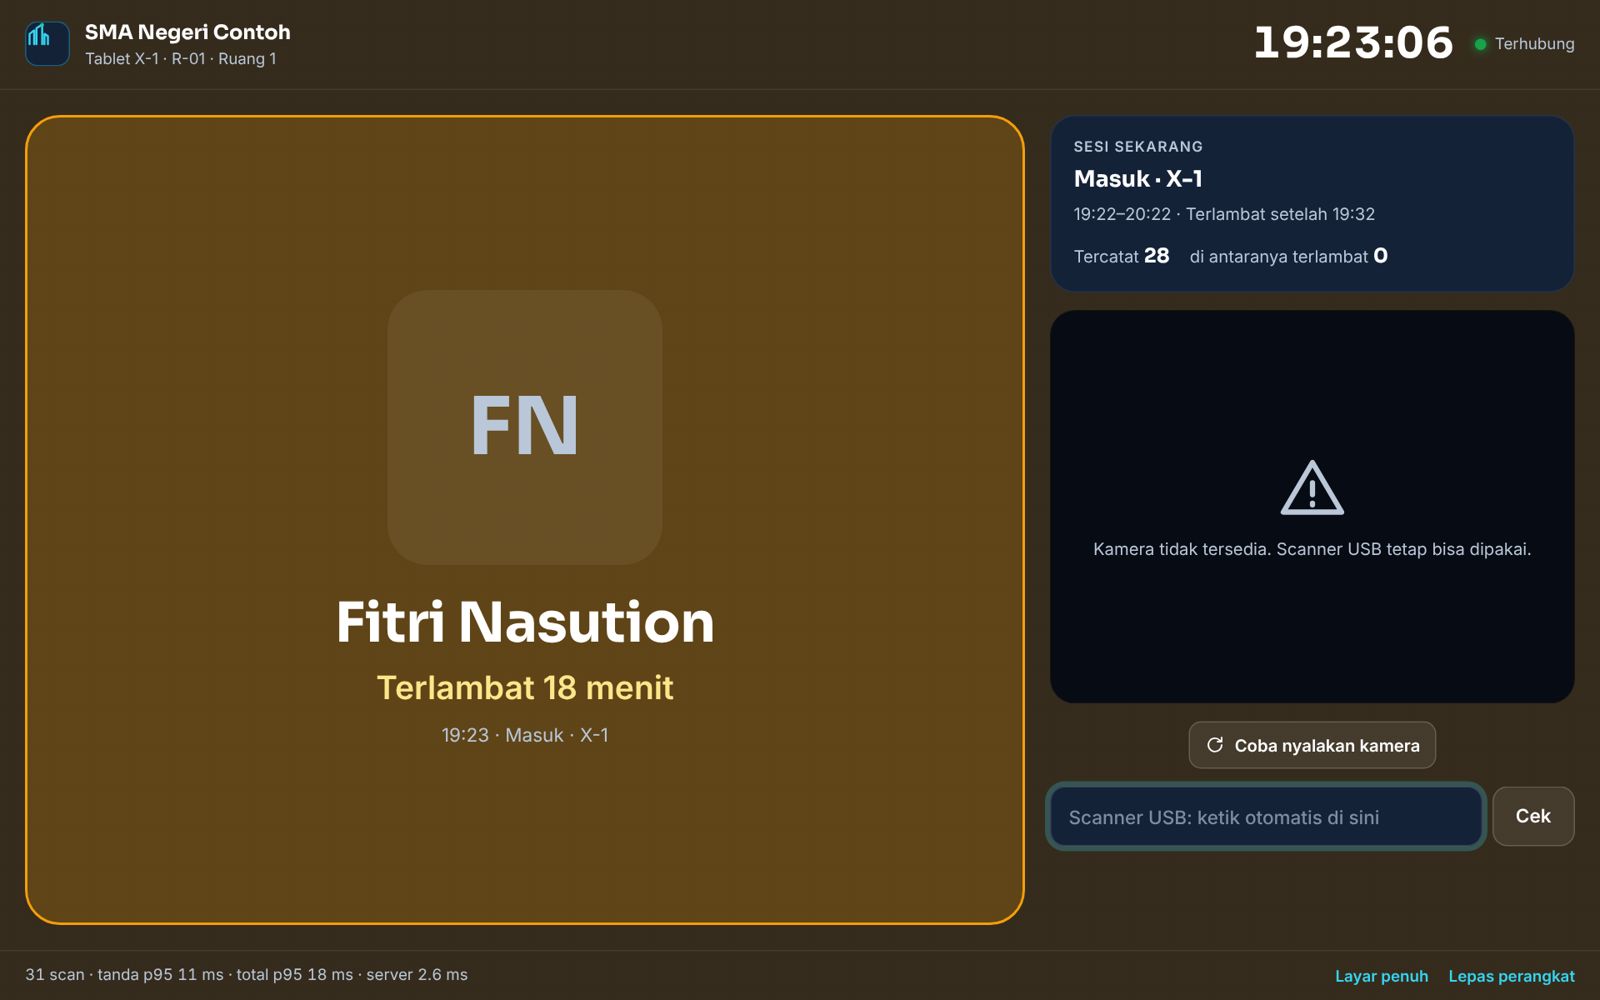 SMA Negeri Contoh
Tablet X-1 · R-01 · Ruang 1
19:23:06
Terhubung
FN
Fitri Nasution
Terlambat 18 menit
19:23 · Masuk · X-1
SESI SEKARANG
Masuk · X-1
19:22–20:22 · Terlambat setelah 19:32
Tercatat 28 di antaranya terlambat 0
Kamera tidak tersedia. Scanner USB tetap bisa dipakai.
Coba nyalakan kamera
Scanner USB: ketik otomatis di sini
Cek
31 scan · tanda p95 11 ms · total p95 18 ms · server 2.6 ms
Layar penuh
Lepas perangkat